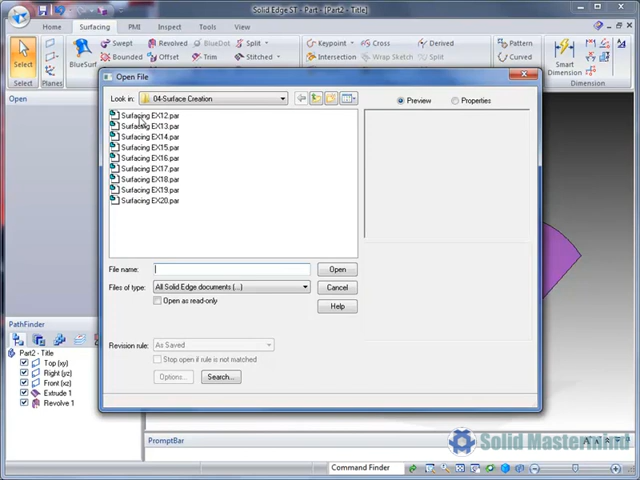 Solid Edge ST - Part - [Part2 - Title]
Home Surfacing PMI Inspect Tools View
Select
Planes
BlueSurf
Swept Revolved BlueDot Split
Bounded Offset Trim Stitched
Keypoint Cross Derived
Intersection Wrap Sketch
Pattern
Curved
Smart
Dimension
Select
Open
Open File
Look in: 04-Surface Creation
Preview Properties
Surfacing EX12.par
Surfacing EX13.par
Surfacing EX14.par
Surfacing EX15.par
Surfacing EX16.par
Surfacing EX17.par
Surfacing EX18.par
Surfacing EX19.par
Surfacing EX20.par
File name: Open
Files of type: All Solid Edge documents (...) Cancel
Open as read-only Help
Revision rule: As Saved
Stop open if rule is not matched
Options... Search...
PathFinder
Part2 - Title
Top (xy)
Right (yz)
Front (xz)
Extrude 1
Revolve 1
PromptBar
Solid Mastermind
Command Finder